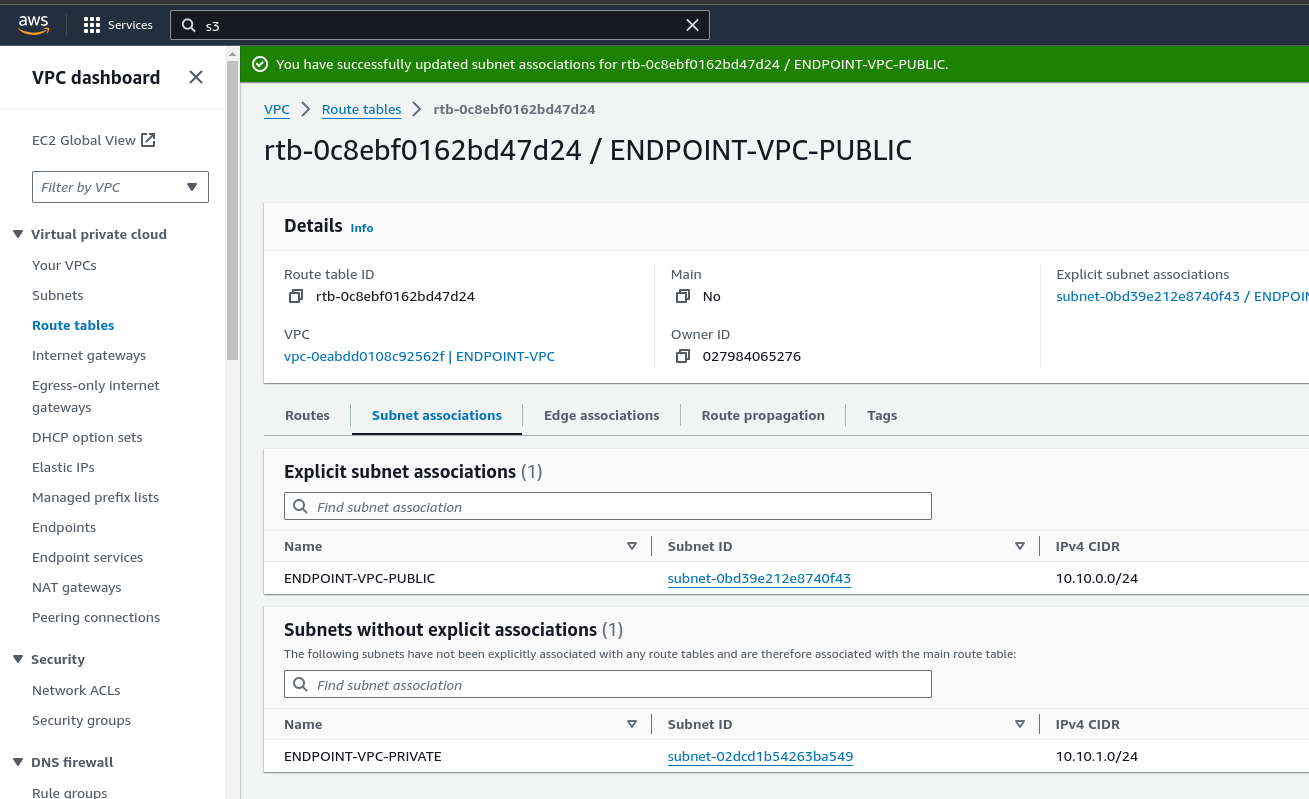 aws
Services
s3
VPC dashboard
EC2 Global View
Filter by VPC
Virtual private cloud
Your VPCs
Subnets
Route tables
Internet gateways
Egress-only internet
gateways
DHCP option sets
Elastic IPs
Managed prefix lists
Endpoints
Endpoint services
NAT gateways
Peering connections
Security
Network ACLs
Security groups
DNS firewall
Rule groups
You have successfully updated subnet associations for rtb-0c8ebf0162bd47d24 / ENDPOINT-VPC-PUBLIC.
VPC Route tables rtb-0c8ebf0162bd47d24
rtb-0c8ebf0162bd47d24 / ENDPOINT-VPC-PUBLIC
Details Info
Route table ID
rtb-0c8ebf0162bd47d24
VPC
vpc-0eabdd0108c92562f | ENDPOINT-VPC
Main
No
Owner ID
027984065276
Explicit subnet associations
subnet-0bd39e212e8740f43 / ENDPOIN
Routes Subnet associations Edge associations Route propagation Tags
Explicit subnet associations (1)
Find subnet association
Name Subnet ID IPv4 CIDR
ENDPOINT-VPC-PUBLIC subnet-0bd39e212e8740f43 10.10.0.0/24
Subnets without explicit associations (1)
The following subnets have not been explicitly associated with any route tables and are therefore associated with the main route table:
Find subnet association
Name Subnet ID IPv4 CIDR
ENDPOINT-VPC-PRIVATE subnet-02dcd1b54263ba549 10.10.1.0/24